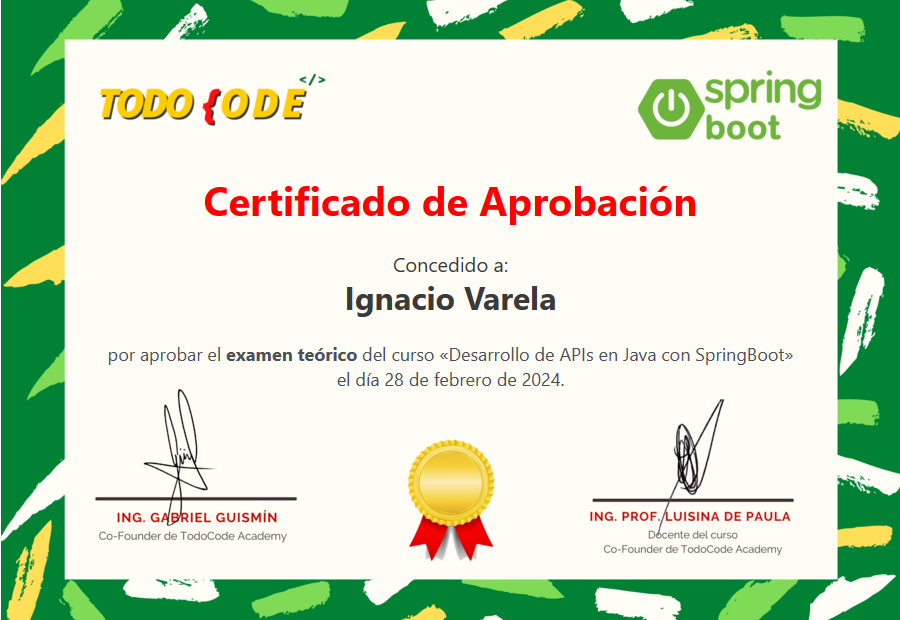 TODO {ODE </>
spring
boot
Certificado de Aprobación
Concedido a:
Ignacio Varela
por aprobar el examen teórico del curso «Desarrollo de APIs en Java con SpringBoot»
el día 28 de febrero de 2024.
ING. GABRIEL GUISMÍN
Co-Founder de TodoCode Academy
ING. PROF. LUISINA DE PAULA
Docente del curso
Co-Founder de TodoCode Academy